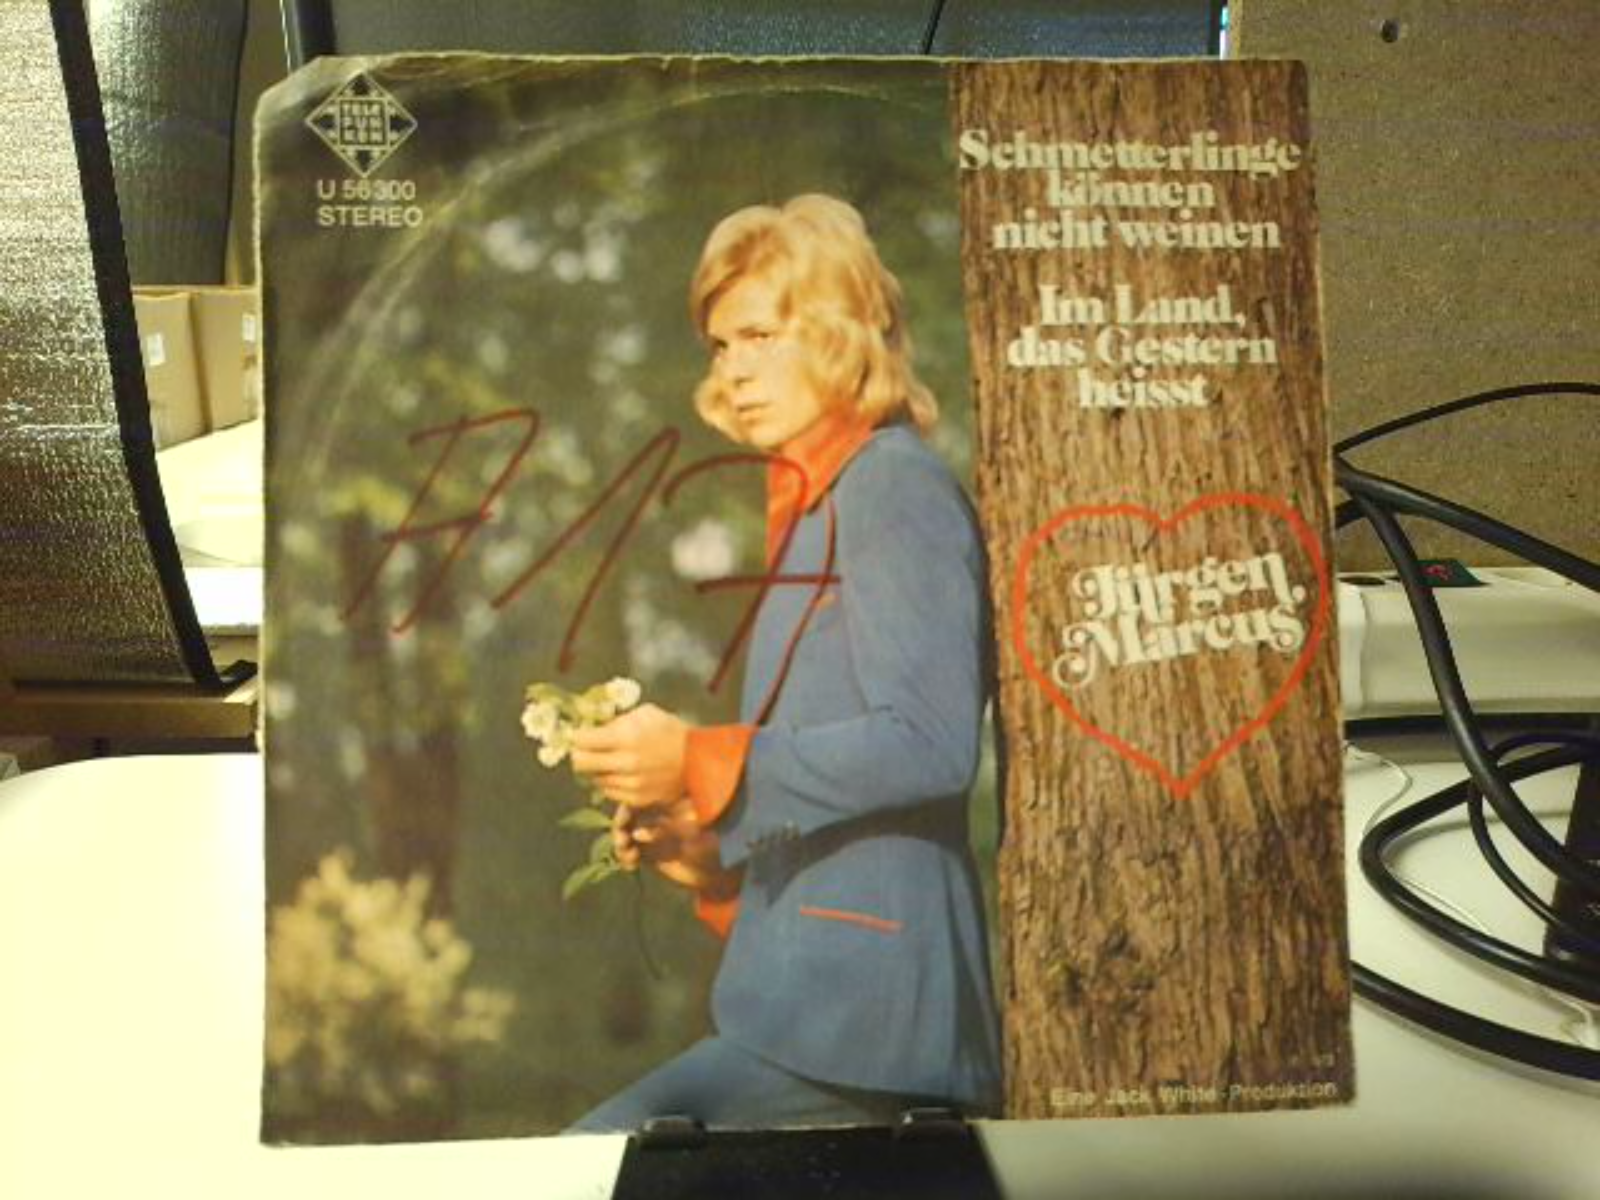 TELE
FUN
KEN
U 56300
STEREO
Schmetterlinge
können
nicht weinen
Im Land,
das Gestern
heisst
A17
Jürgen
Marcus
Eine Jack White-Produktion